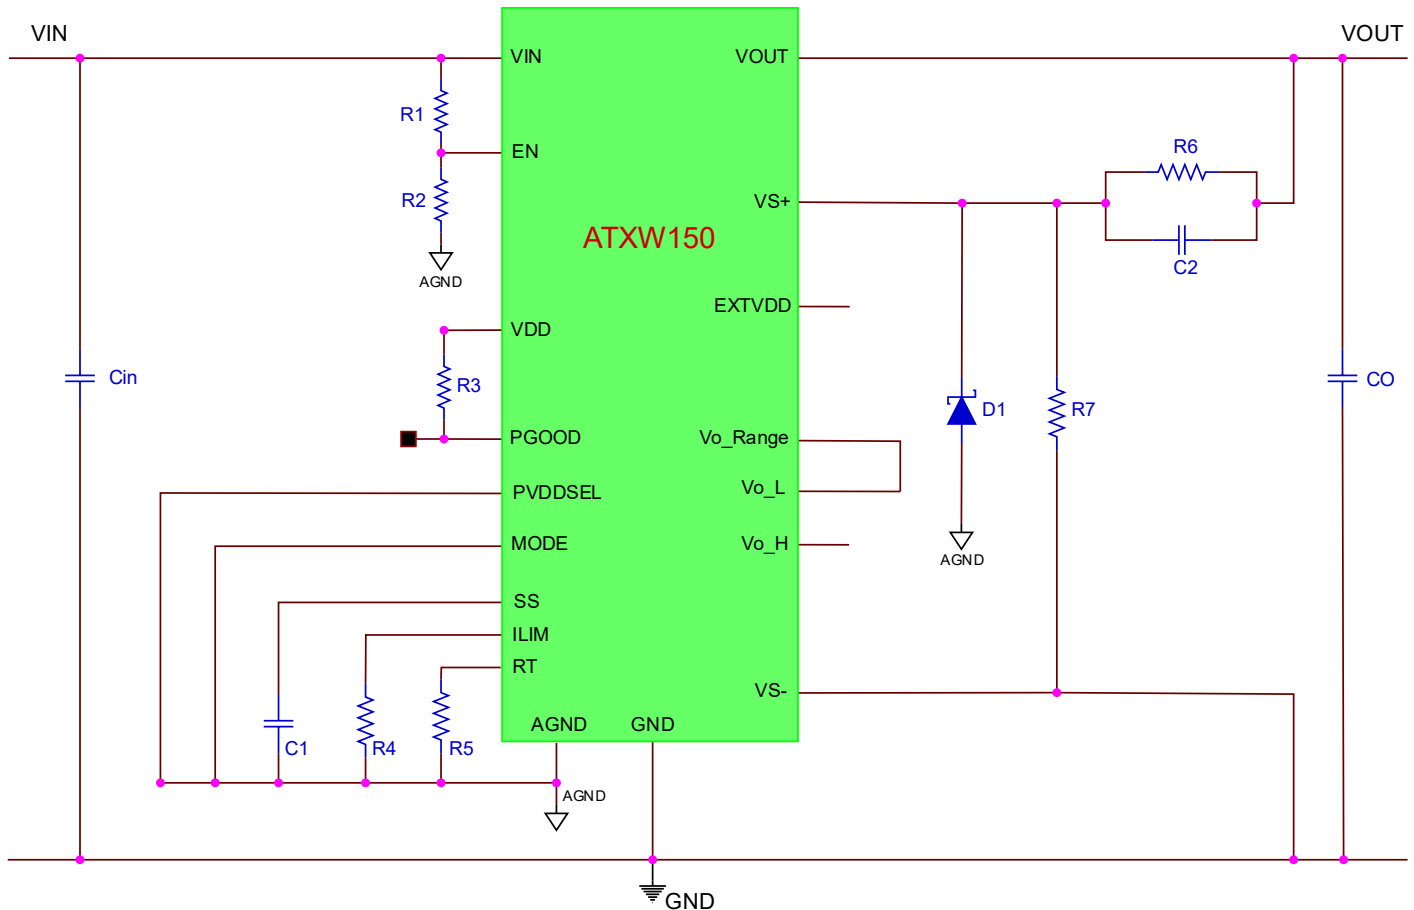 VIN
VOUT
VIN
VOUT
R1
EN
R6
R2
VS+
ATXW150
C2
AGND
EXTVDD
VDD
Cin
R3
CO
D1
R7
PGOOD
Vo_Range
PVDDSEL
Vo_L
MODE
Vo_H
AGND
SS
ILIM
RT
VS-
AGND
GND
C1
R4
R5
AGND
GND